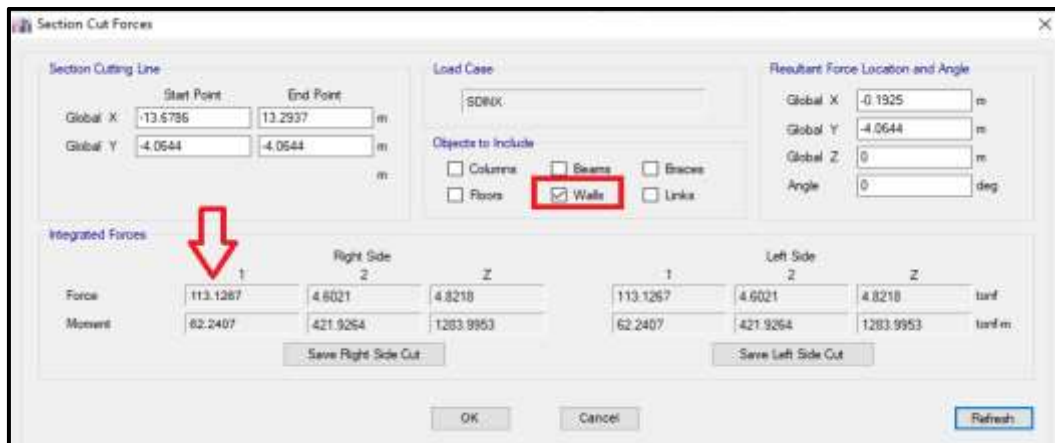 Section Cut Forces
Section Cutting Line
Start Point End Point
Global X -13.6786 13.2937 m
Global Y -4.0644 -4.0644 m
m
Load Case
SDINX
Objects to Include
Columns Beams Braces
Floors Walls Links
Resultant Force Location and Angle
Global X -0.1925 m
Global Y -4.0644 m
Global Z 0 m
Angle 0 deg
Integrated Forces
Right Side Left Side
1 2 Z 1 2 Z
Force 113.1267 4.6021 4.8218 113.1267 4.6021 4.8218 tonf
Moment 62.2407 421.9264 1283.9953 62.2407 421.9264 1283.9953 tonf-m
Save Right Side Cut Save Left Side Cut
OK Cancel Refresh